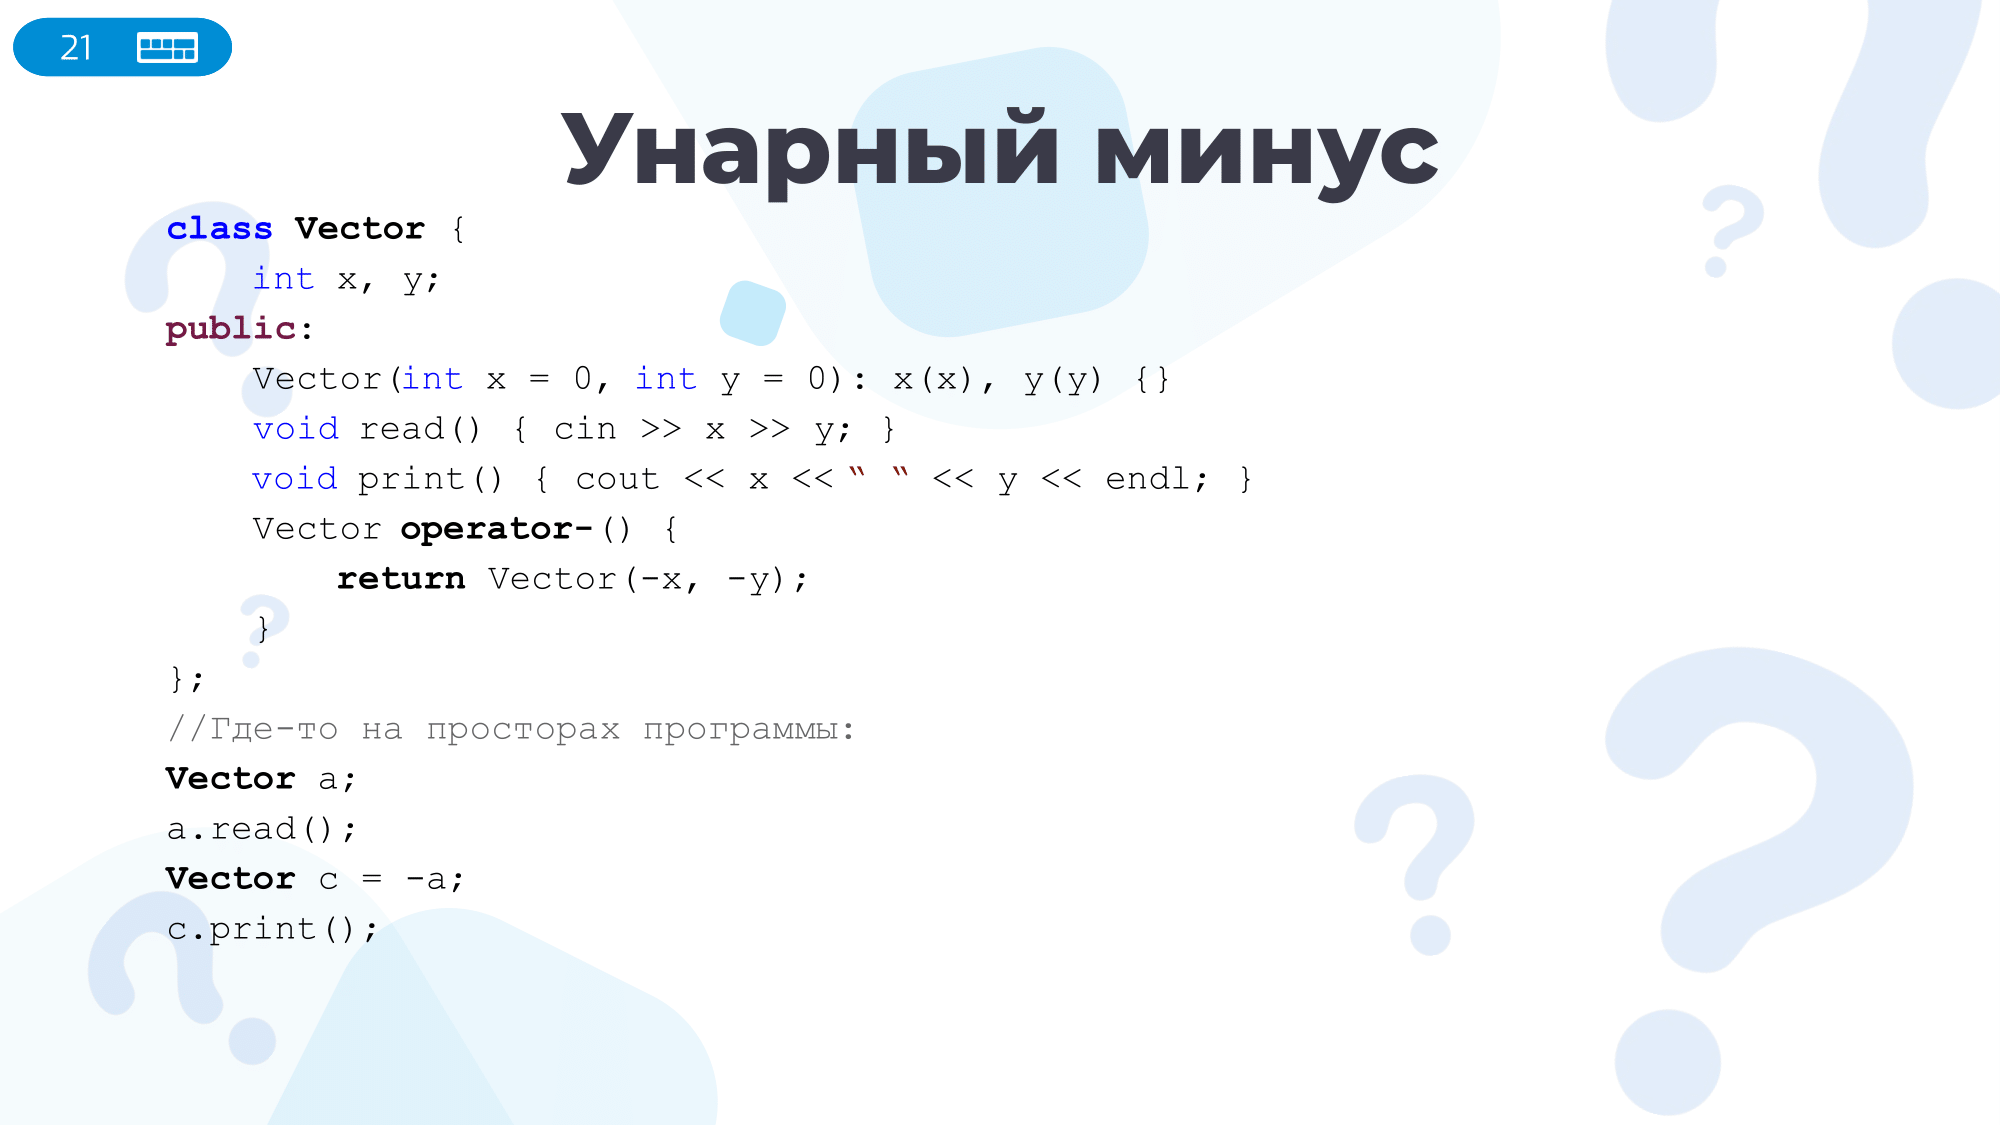 21
Унарный минус
class Vector {
    int x, y;
public:
    Vector(int x = 0, int y = 0): x(x), y(y) {}
    void read() { cin >> x >> y; }
    void print() { cout << x << “ “ << y << endl; }
    Vector operator-() {
        return Vector(-x, -y);
    }
};
//Где-то на просторах программы:
Vector a;
a.read();
Vector c = -a;
c.print();